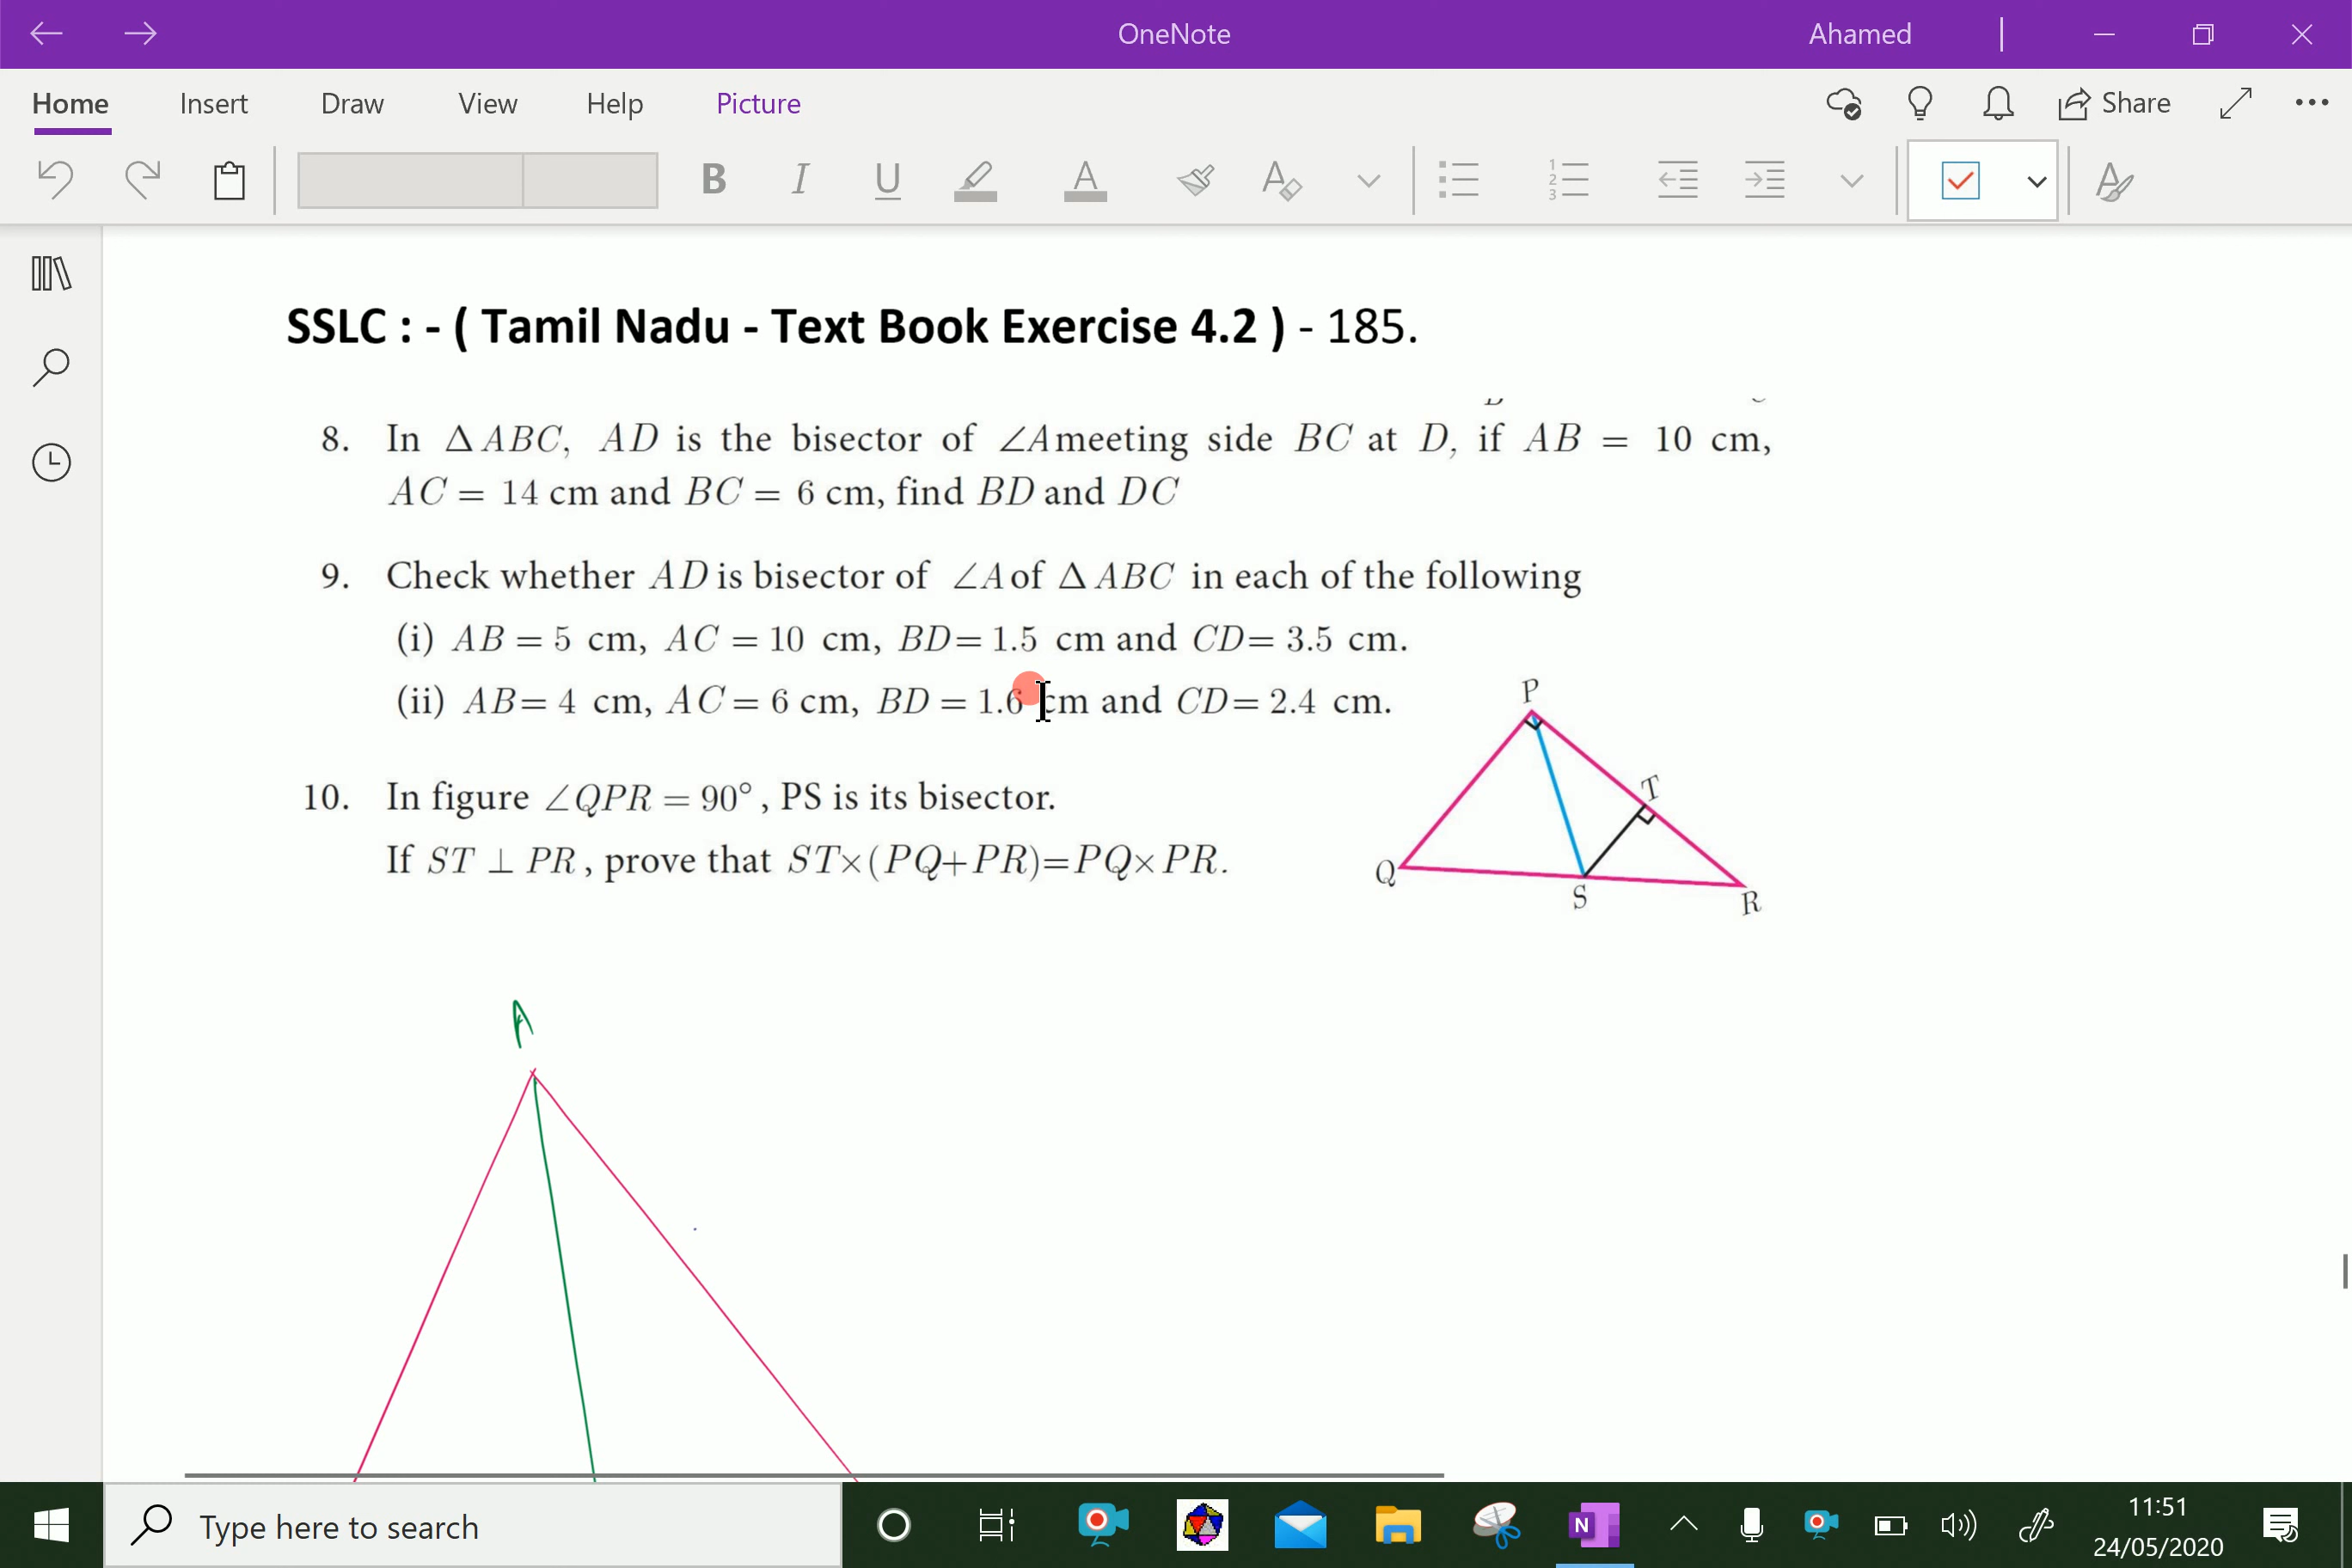 OneNote
Ahamed
Home Insert Draw View Help Picture
Share
B I U A A
SSLC : - ( Tamil Nadu - Text Book Exercise 4.2 ) - 185.
8. In Δ ABC, AD is the bisector of ∠A meeting side BC at D, if AB = 10 cm,
AC = 14 cm and BC = 6 cm, find BD and DC
9. Check whether AD is bisector of ∠A of Δ ABC in each of the following
(i) AB = 5 cm, AC = 10 cm, BD= 1.5 cm and CD= 3.5 cm.
(ii) AB= 4 cm, AC= 6 cm, BD = 1.6 cm and CD= 2.4 cm.
10. In figure ∠QPR = 90°, PS is its bisector.
If ST ⊥ PR, prove that ST×(PQ+PR)=PQ×PR.
P
T
Q
S
R
A
Type here to search
N
11:51
24/05/2020